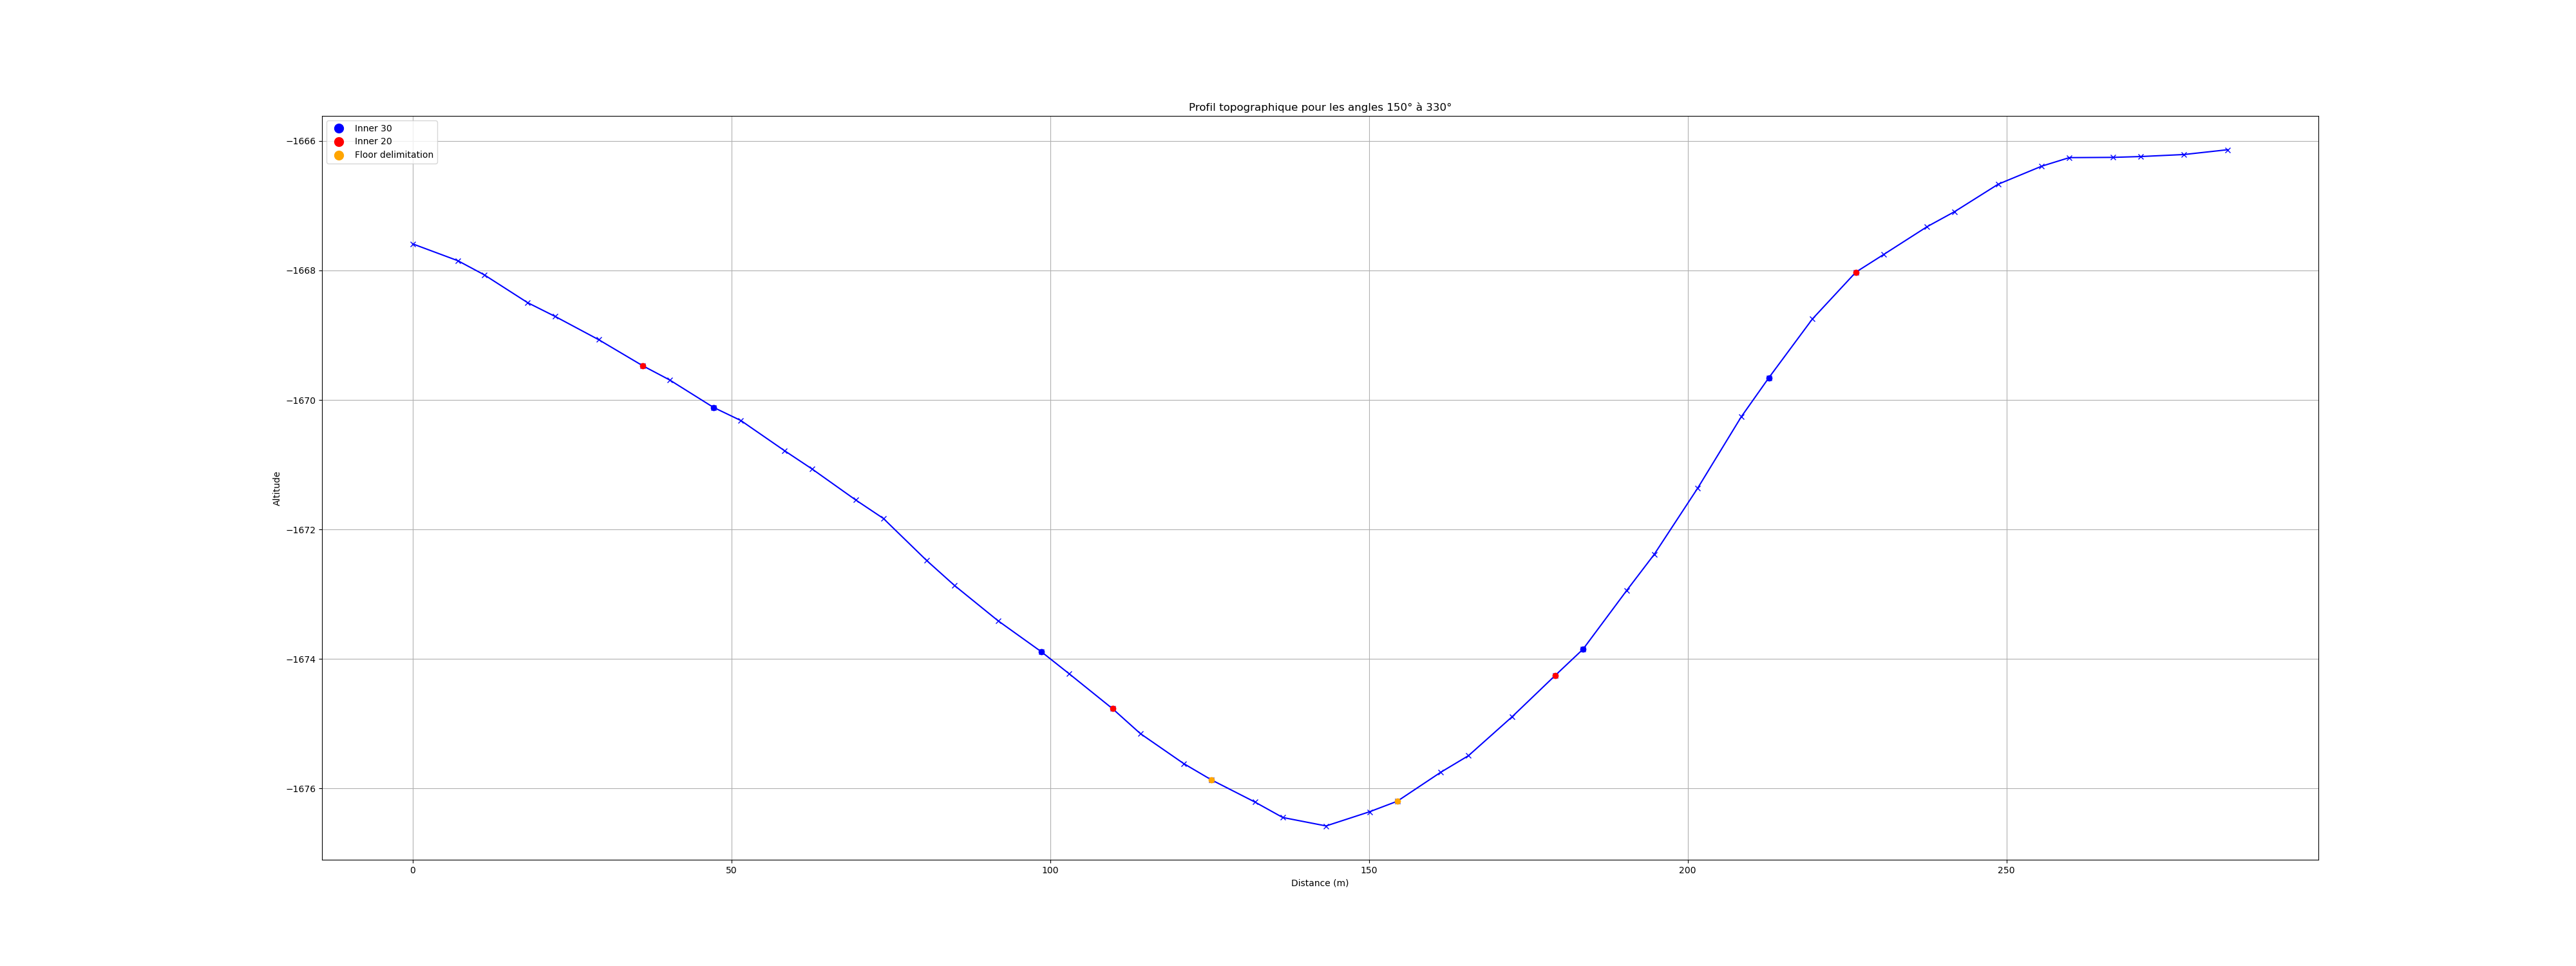 Profil topographique pour les angles 150° à 330°
Inner 30
Inner 20
Floor delimitation
−1666
−1668
−1670
−1672
−1674
−1676
Altitude
0
50
100
150
200
250
Distance (m)